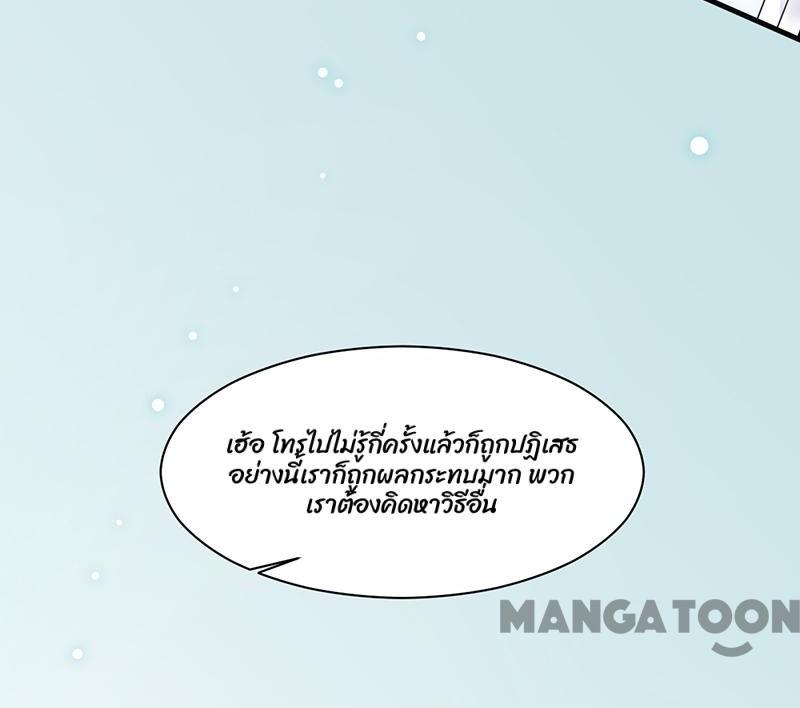 เฮ้อ โทรไปไม่รู้กี่ครั้งแล้วก็ถูกปฏิเสธ
อย่างนี้เราก็ถูกผลกระทบมาก พวก
เราต้องคิดหาวิธีอื่น
MANGATOON